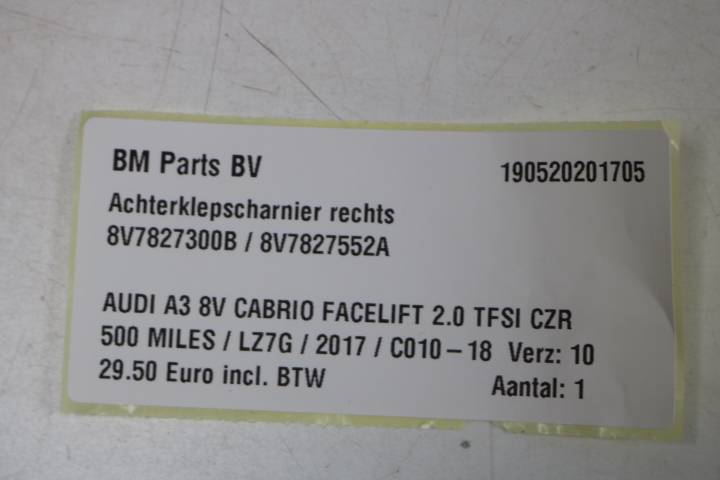 BM Parts BV 190520201705
Achterklepscharnier rechts
8V7827300B / 8V7827552A
AUDI A3 8V CABRIO FACELIFT 2.0 TFSI CZR
500 MILES / LZ7G / 2017 / C010-18 Verz: 10
29.50 Euro incl. BTW Aantal: 1